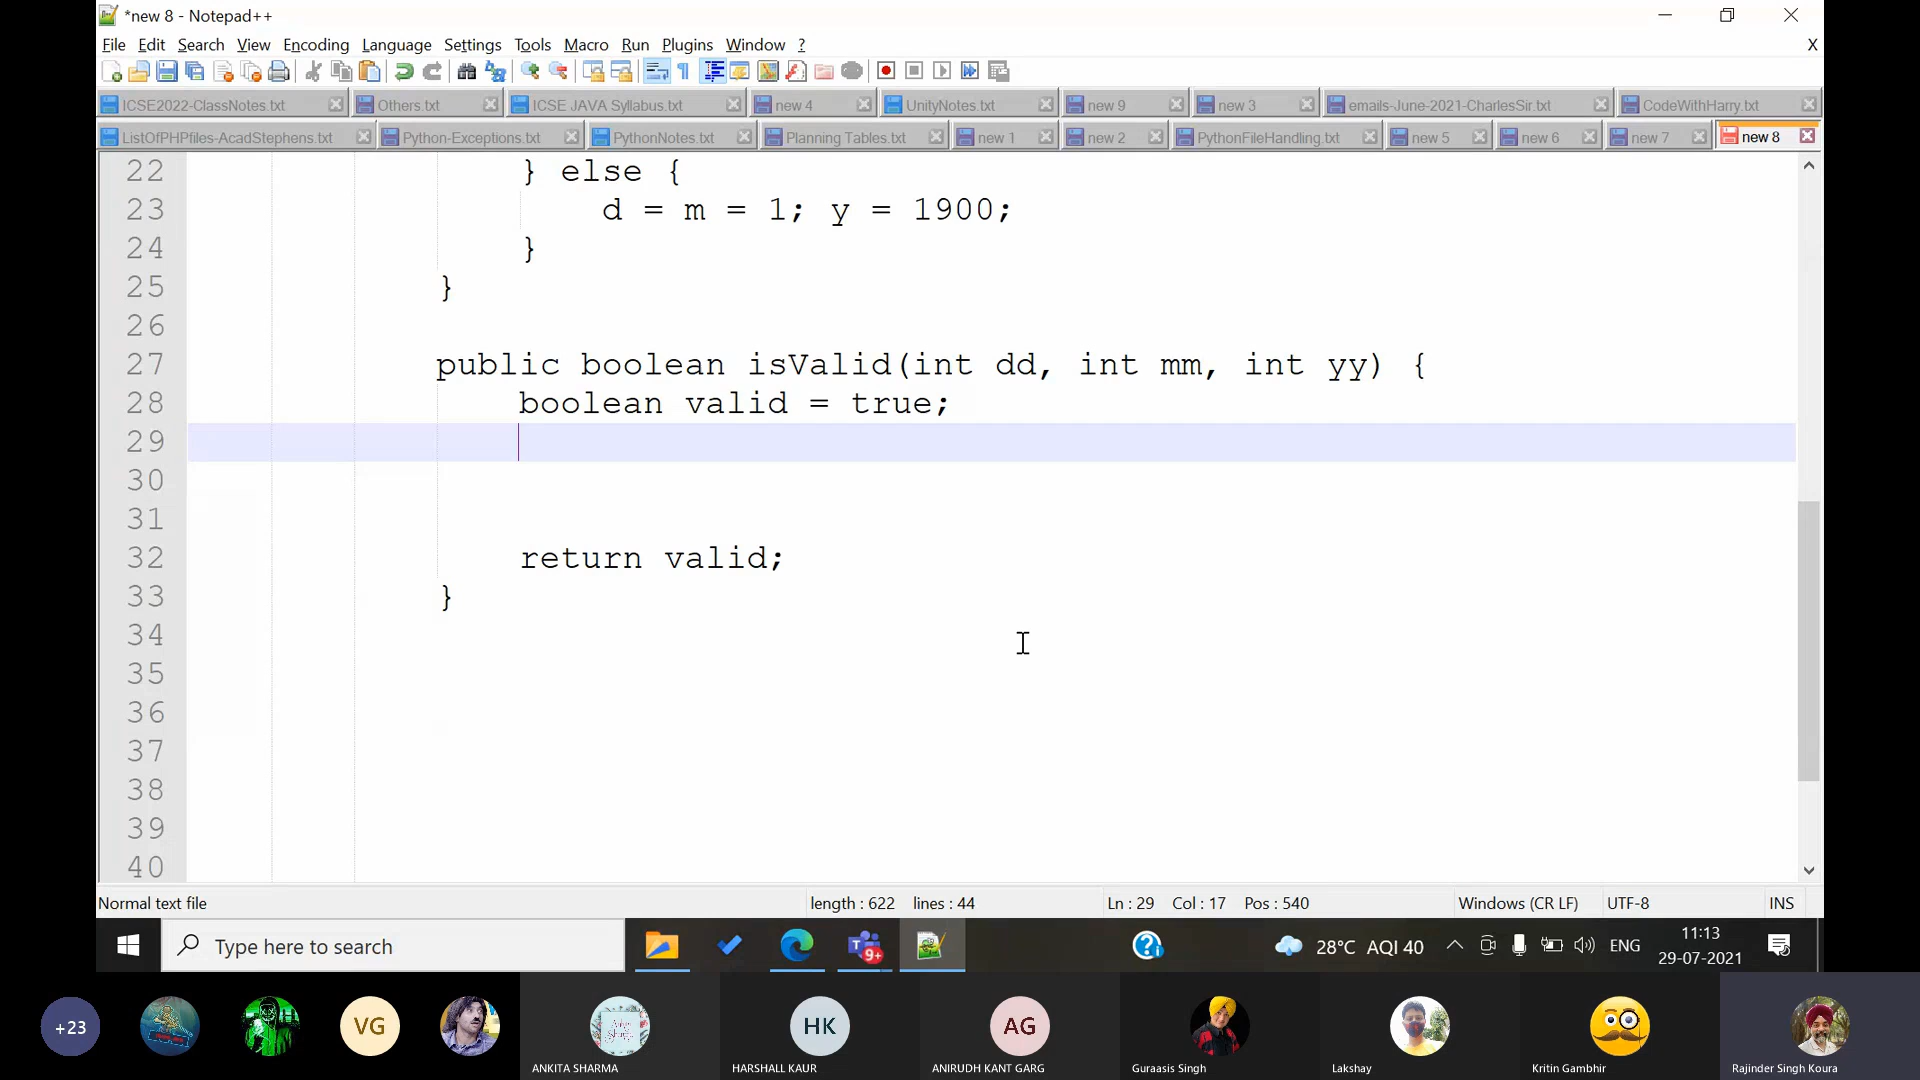 *new 8 - Notepad++
File Edit Search View Encoding Language Settings Tools Macro Run Plugins Window ? X
ICSE2022-ClassNotes.txt Others.txt ICSE JAVA Syllabus.txt new 4 UnityNotes.txt new 9 new 3 emails-June-2021-CharlesSir.txt CodeWithHarry.txt
ListOfPHPfiles-AcadStephens.txt Python-Exceptions.txt PythonNotes.txt Planning Tables.txt new 1 new 2 PythonFileHandling.txt new 5 new 6 new 7 new 8
22 } else {
23 d = m = 1; y = 1900;
24 }
25 }
26
27 public boolean isValid(int dd, int mm, int yy) {
28 boolean valid = true;
29
30
31
32 return valid;
33 }
34
35
36
37
38
39
40
Normal text file length : 622 lines : 44 Ln : 29 Col : 17 Pos : 540 Windows (CR LF) UTF-8 INS
Type here to search 9+ 28°C AQI 40 ENG 11:13
29-07-2021
+23 VG HK AG
ANKITA SHARMA HARSHALL KAUR ANIRUDH KANT GARG Guraasis Singh Lakshay Kritin Gambhir Rajinder Singh Koura